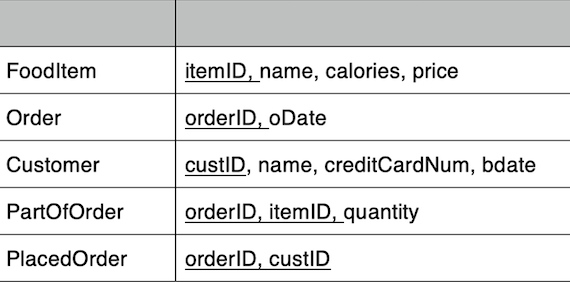 FoodItem itemID, name, calories, price
Order orderID, oDate
Customer custID, name, creditCardNum, bdate
PartOfOrder orderID, itemID, quantity
PlacedOrder orderID, custID